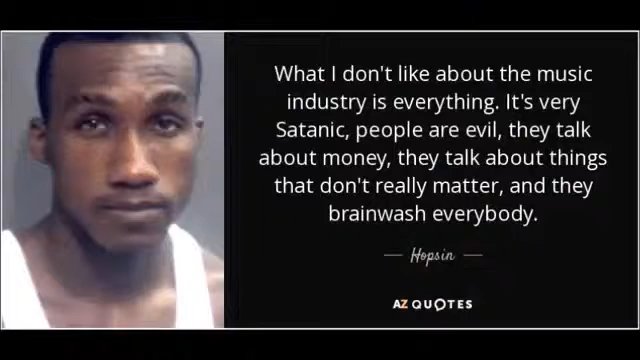 What I don't like about the music
industry is everything. It's very
Satanic, people are evil, they talk
about money, they talk about things
that don't really matter, and they
brainwash everybody.
Hopsin
AZ QUOTES